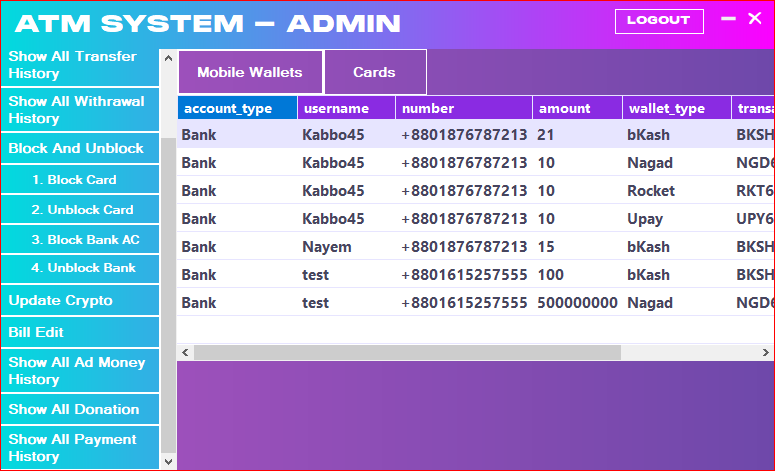 ATM SYSTEM – ADMIN
LOGOUT
Show All Transfer
History
Show All Withrawal
History
Block And Unblock
1. Block Card
2. Unblock Card
3. Block Bank AC
4. Unblock Bank
Update Crypto
Bill Edit
Show All Ad Money
History
Show All Donation
Show All Payment
History
Mobile Wallets Cards
account_type username number amount wallet_type transa
Bank Kabbo45 +8801876787213 21 bKash BKSH
Bank Kabbo45 +8801876787213 10 Nagad NGD6
Bank Kabbo45 +8801876787213 10 Rocket RKT6
Bank Kabbo45 +8801876787213 10 Upay UPY6
Bank Nayem +8801876787213 15 bKash BKSH
Bank test +8801615257555 100 bKash BKSH
Bank test +8801615257555 500000000 Nagad NGD6